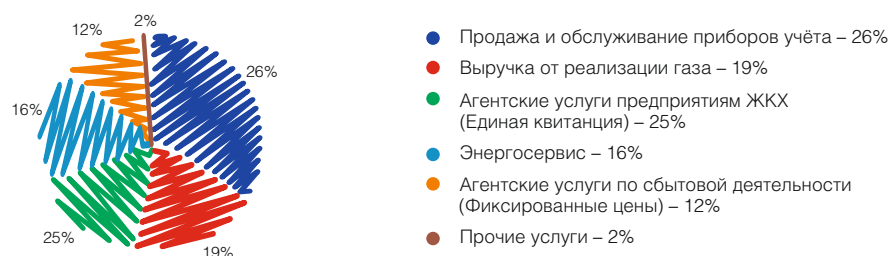 2%
12%
26%
16%
25%
19%
Продажа и обслуживание приборов учёта – 26%
Выручка от реализации газа – 19%
Агентские услуги предприятиям ЖКХ
(Единая квитанция) – 25%
Энергосервис – 16%
Агентские услуги по сбытовой деятельности
(Фиксированные цены) – 12%
Прочие услуги – 2%